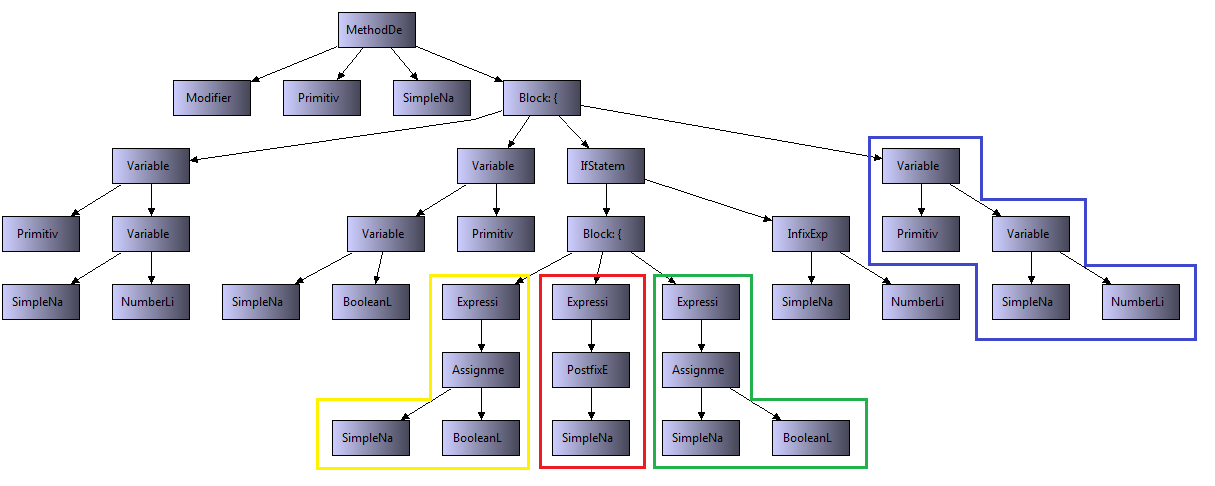 MethodDe
Modifier Primitiv SimpleNa Block: {
Variable Variable IfStatem Variable
Primitiv Variable Variable Primitiv Block: { InfixExp Primitiv Variable
SimpleNa NumberLi SimpleNa BooleanL Expressi Expressi Expressi SimpleNa NumberLi SimpleNa NumberLi
Assignme PostfixE Assignme
SimpleNa BooleanL SimpleNa SimpleNa BooleanL